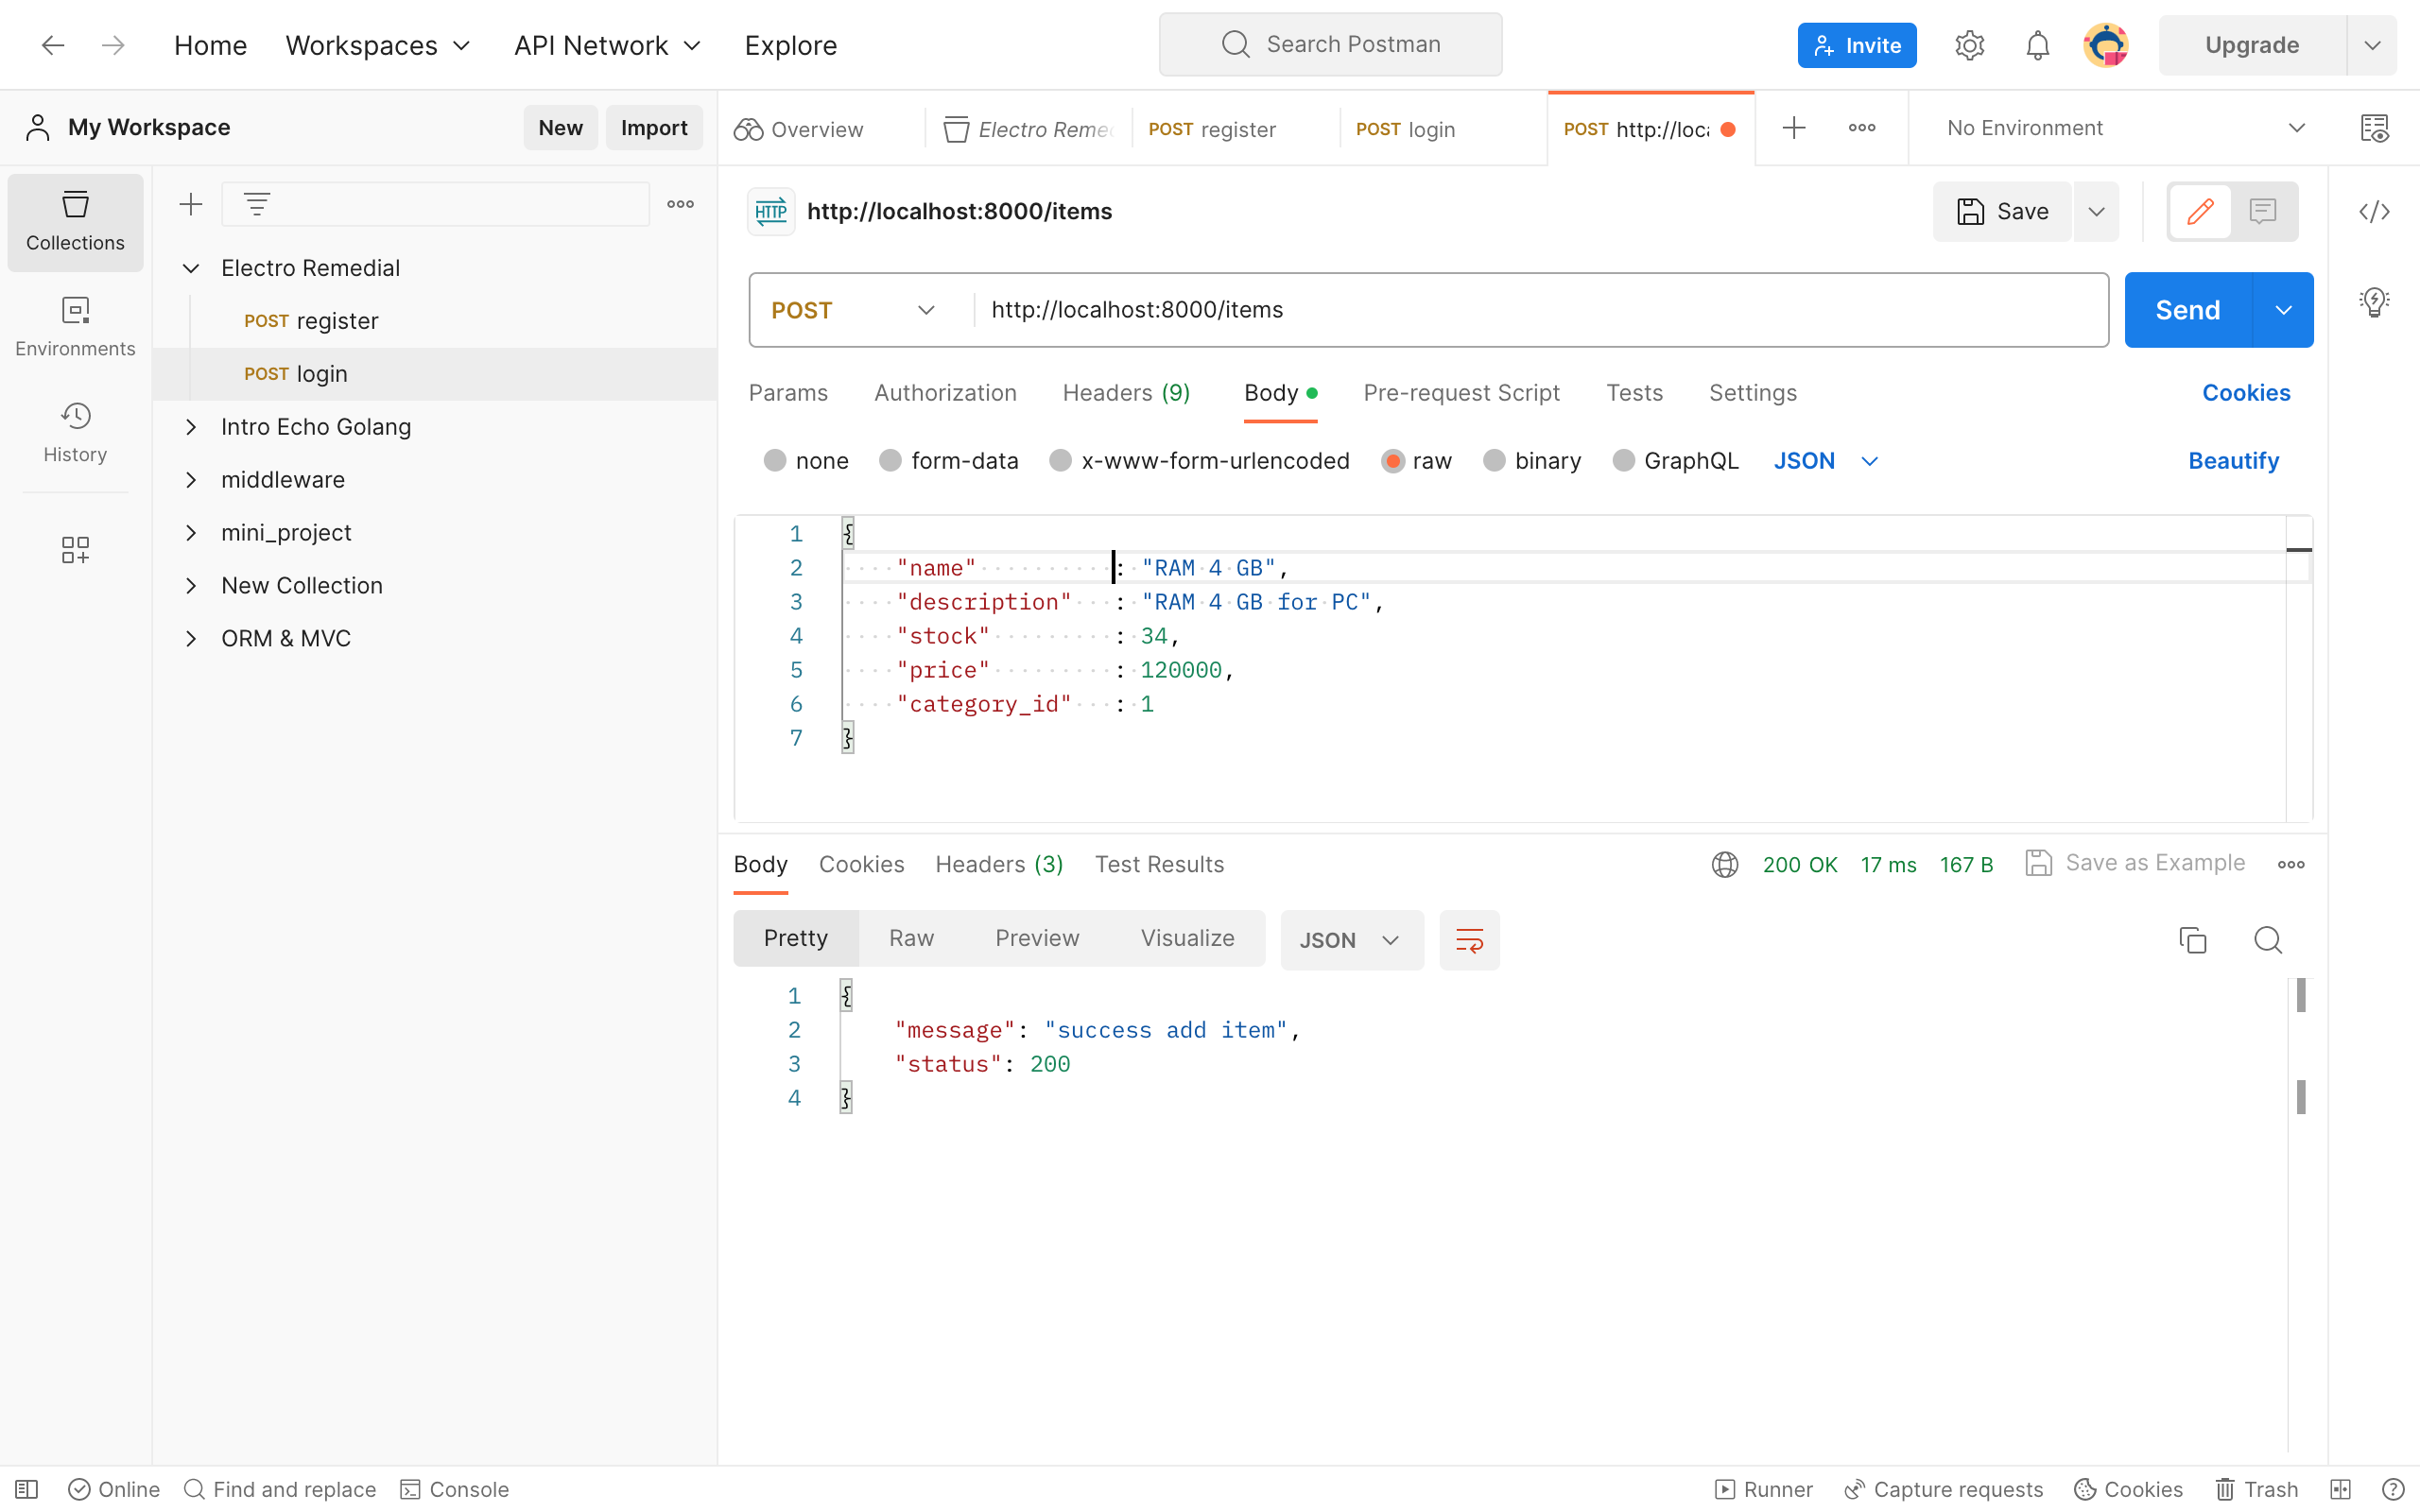 Home Workspaces API Network Explore Search Postman Invite Upgrade
My Workspace New Import Overview Electro Remec POST register POST login POST http://loca No Environment
Collections
Environments
History
Electro Remedial
POST register
POST login
Intro Echo Golang
middleware
mini_project
New Collection
ORM & MVC
HTTP http://localhost:8000/items Save
POST http://localhost:8000/items Send
Params Authorization Headers (9) Body Pre-request Script Tests Settings Cookies
none form-data x-www-form-urlencoded raw binary GraphQL JSON Beautify
1 {
2 "name" : "RAM 4 GB",
3 "description" : "RAM 4 GB for PC",
4 "stock" : 34,
5 "price" : 120000,
6 "category_id" : 1
7 }
Body Cookies Headers (3) Test Results 200 OK 17 ms 167 B Save as Example
Pretty Raw Preview Visualize JSON
1 {
2 "message": "success add item",
3 "status": 200
4 }
Online Find and replace Console Runner Capture requests Cookies Trash